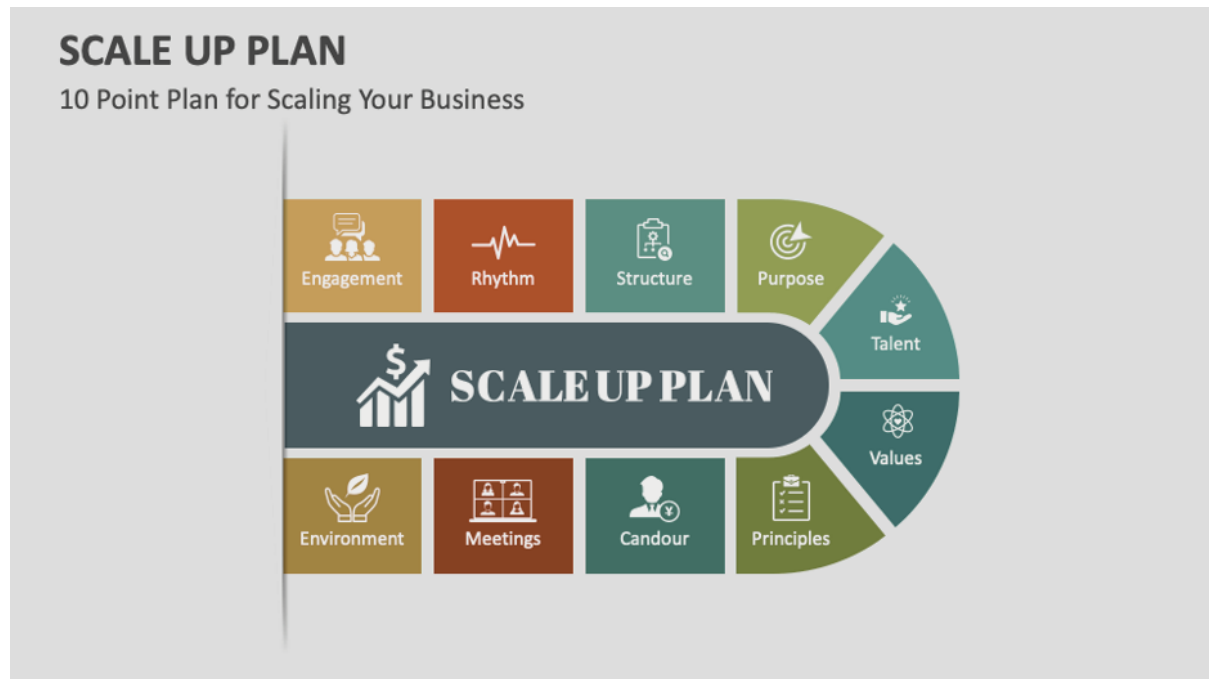 SCALE UP PLAN
10 Point Plan for Scaling Your Business
Engagement
Rhythm
Structure
Purpose
Talent
$ SCALE UP PLAN
Values
Environment
Meetings
¥
Candour
Principles